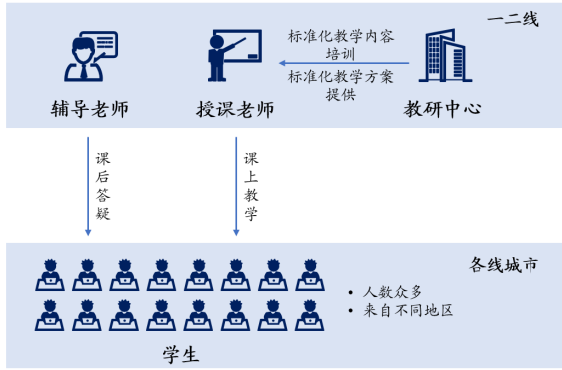 一二线
标准化教学内容
培训
标准化教学方案
提供
辅导老师
授课老师
教研中心
课后答疑
课上教学
各线城市
• 人数众多
• 来自不同地区
学生